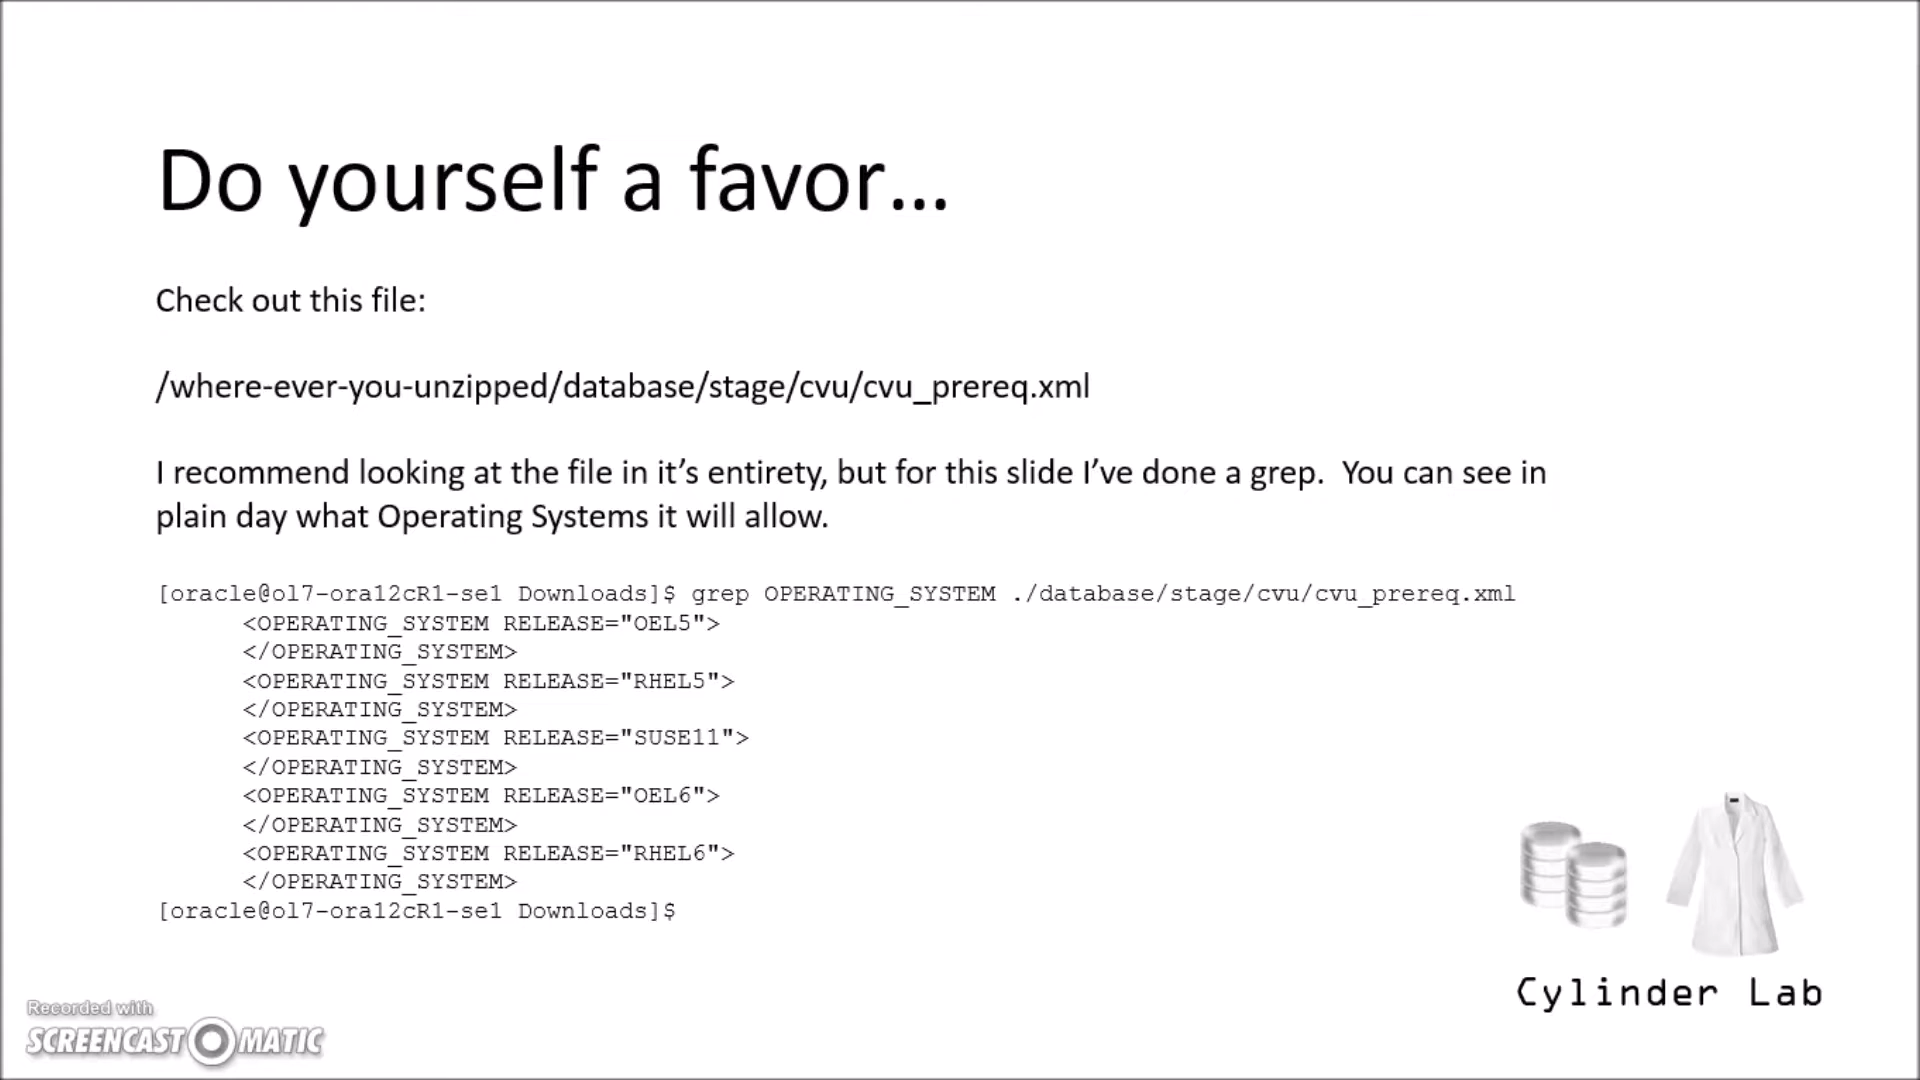 Do yourself a favor...
Check out this file:
/where-ever-you-unzipped/database/stage/cvu/cvu_prereq.xml
I recommend looking at the file in it’s entirety, but for this slide I’ve done a grep.  You can see in
plain day what Operating Systems it will allow.
[oracle@ol7-ora12cR1-se1 Downloads]$ grep OPERATING_SYSTEM ./database/stage/cvu/cvu_prereq.xml
<OPERATING_SYSTEM RELEASE="OEL5">
</OPERATING_SYSTEM>
<OPERATING_SYSTEM RELEASE="RHEL5">
</OPERATING_SYSTEM>
<OPERATING_SYSTEM RELEASE="SUSE11">
</OPERATING_SYSTEM>
<OPERATING_SYSTEM RELEASE="OEL6">
</OPERATING_SYSTEM>
<OPERATING_SYSTEM RELEASE="RHEL6">
</OPERATING_SYSTEM>
[oracle@ol7-ora12cR1-se1 Downloads]$
Cylinder Lab
Recorded with
SCREENCAST MATIC